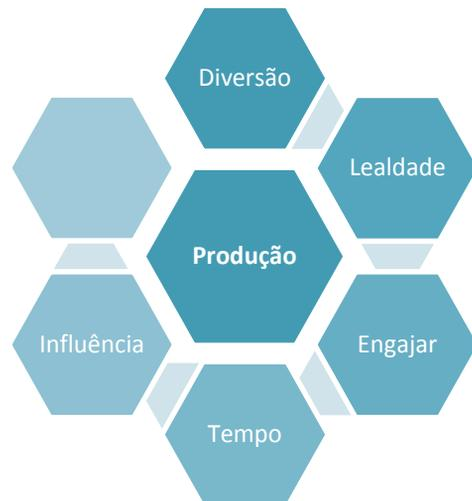 Diversão
Lealdade
Produção
Influência
Engajar
Tempo